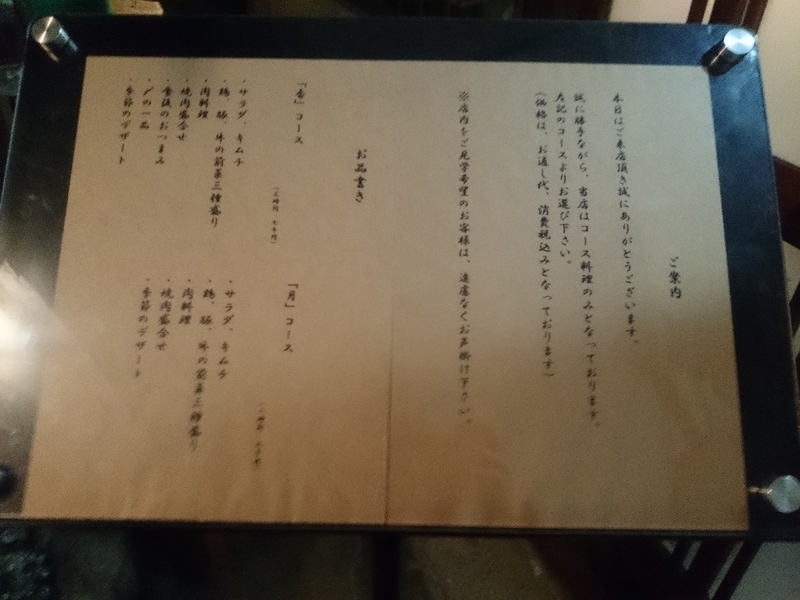 ご案内
本日はご来店頂き誠にありがとうございます。
誠に勝手ながら、当店はコース料理のみとなっております。
左記のコースよりお選び下さい。
(価格は、お通し代、消費税込みとなっております)
※店内をご見学希望のお客様は、遠慮なくお声掛け下さい。
お品書き
コース
・サラダ、キムチ
・鶏、豚、牛の前菜三種盛り
・肉料理
・焼肉盛合せ
・食後のおつまみ
・〆の一品
・季節のデザート
「月」コース
・サラダ、キムチ
・鶏、豚、牛の前菜三種盛り
・肉料理
・焼肉盛合せ
・季節のデザート